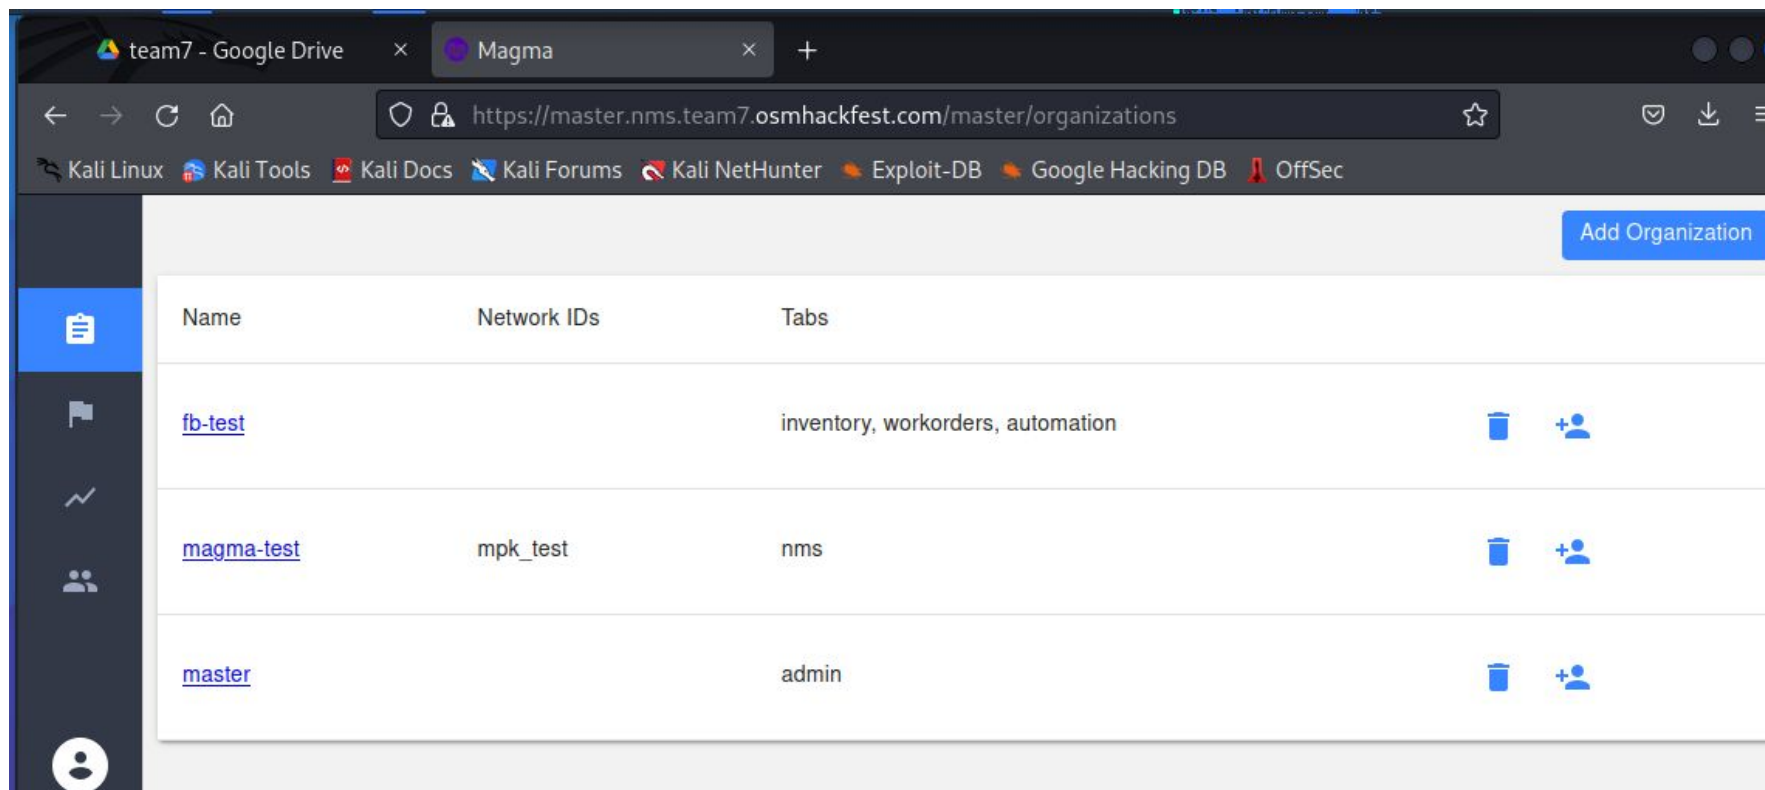 team7 - Google Drive
Magma
https://master.nms.team7.osmhackfest.com/master/organizations
Kali Linux Kali Tools Kali Docs Kali Forums Kali NetHunter Exploit-DB Google Hacking DB OffSec
Add Organization
Name Network IDs Tabs
fb-test inventory, workorders, automation
magma-test mpk_test nms
master admin